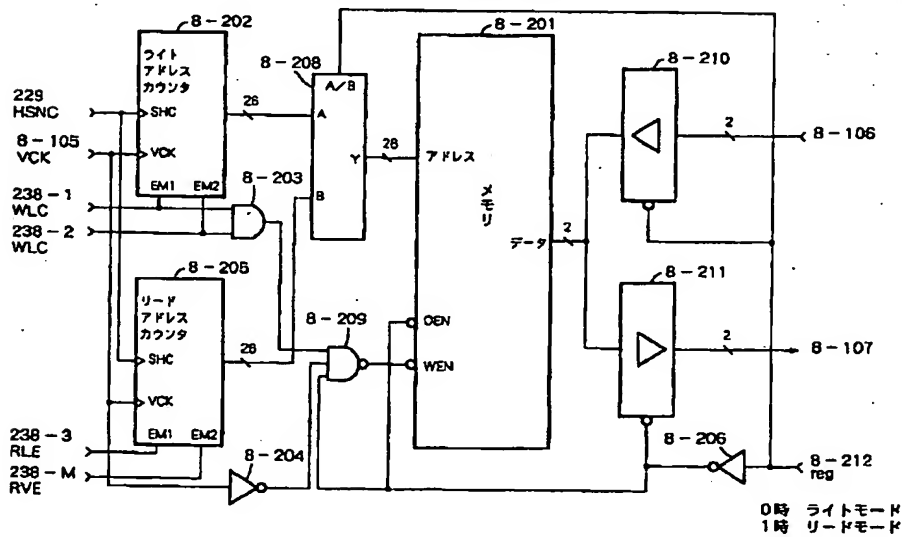 8-202
8-201
ライト
アドレス
カウンタ
SHC
VCK
EM1 EM2
229
HSNC
8-105
VCK
238-1
WLC
238-2
WLC
8-208
A/B
A
B
Y
28
28
8-203
8-205
リード
アドレス
カウンタ
SHC
VCK
EM1 EM2
28
8-209
238-3
RLE
238-M
RVE
8-204
アドレス
メモリ
データ
OEN
WEN
2
8-210
2
8-106
8-211
2
8-107
8-206
8-212
reg
0時 ライトモード
1時 リードモード